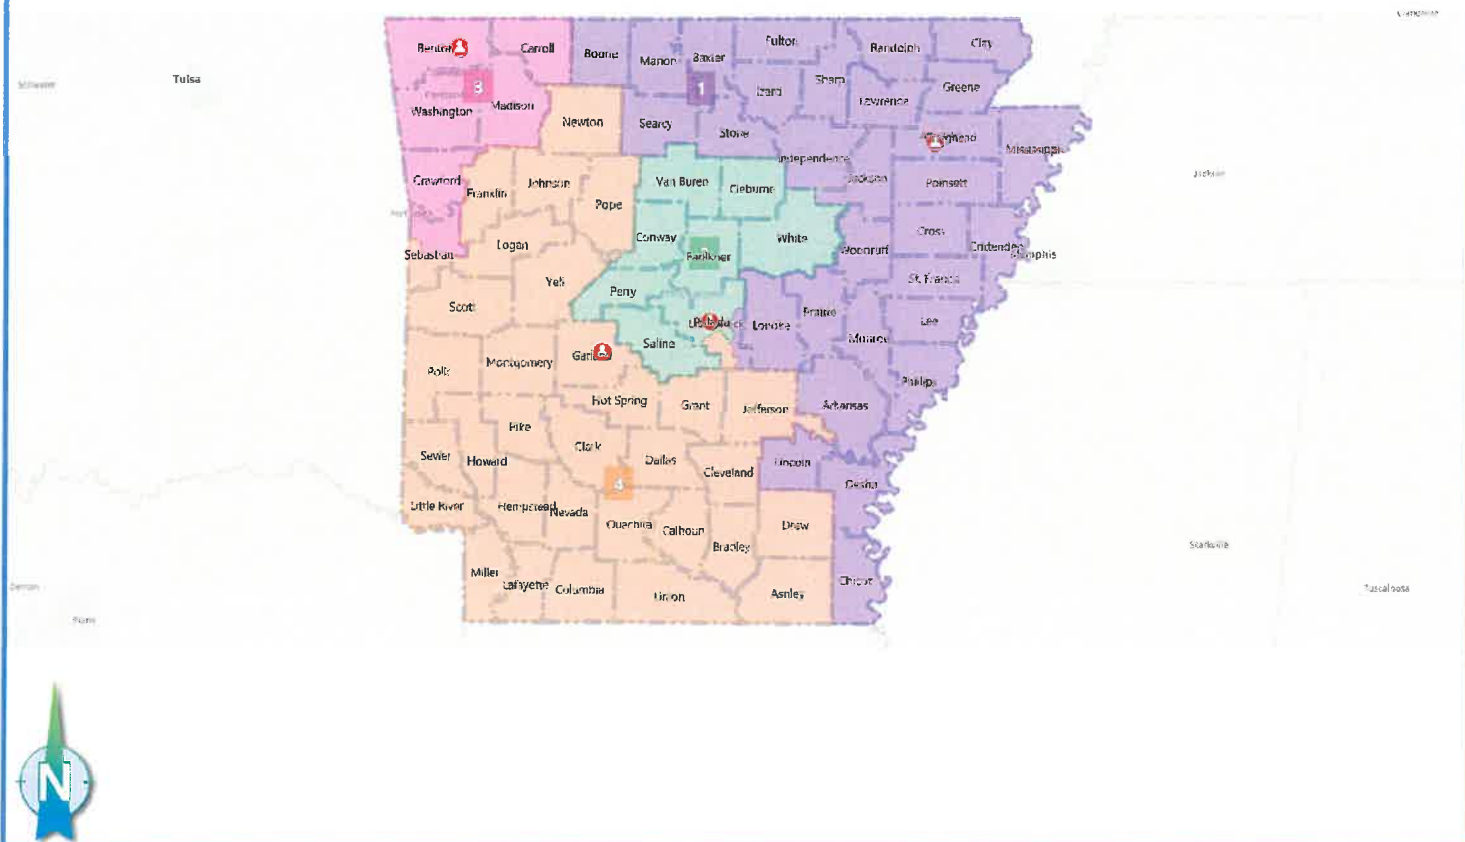 Benton
Carroll
Boone
Marion
Baxter
Fulton
Randolph
Clay
Tulsa
3
1
Izard
Sharp
Lawrence
Greene
Washington
Madison
Newton
Searcy
Stone
Mississippi
Independence
Jackson
Poinsett
Jackson
Crawford
Franklin
Johnson
Pope
Van Buren
Cleburne
Conway
White
Faulkner
Woodruff
Cross
Crittenden
Logan
Sebastian
Yell
Perry
St. Francis
Scott
Saline
Lonoke
Prairie
Monroe
Lee
Polk
Montgomery
Garland
Phillips
Hot Spring
Grant
Jefferson
Arkansas
Pike
Clark
Sevier
Howard
Dallas
Cleveland
Lincoln
Desha
4
Little River
Hempstead
Nevada
Ouachita
Calhoun
Bradley
Drew
Starkville
Miller
Lafayette
Columbia
Union
Ashley
Chicot
Tuscaloosa
Denton
N